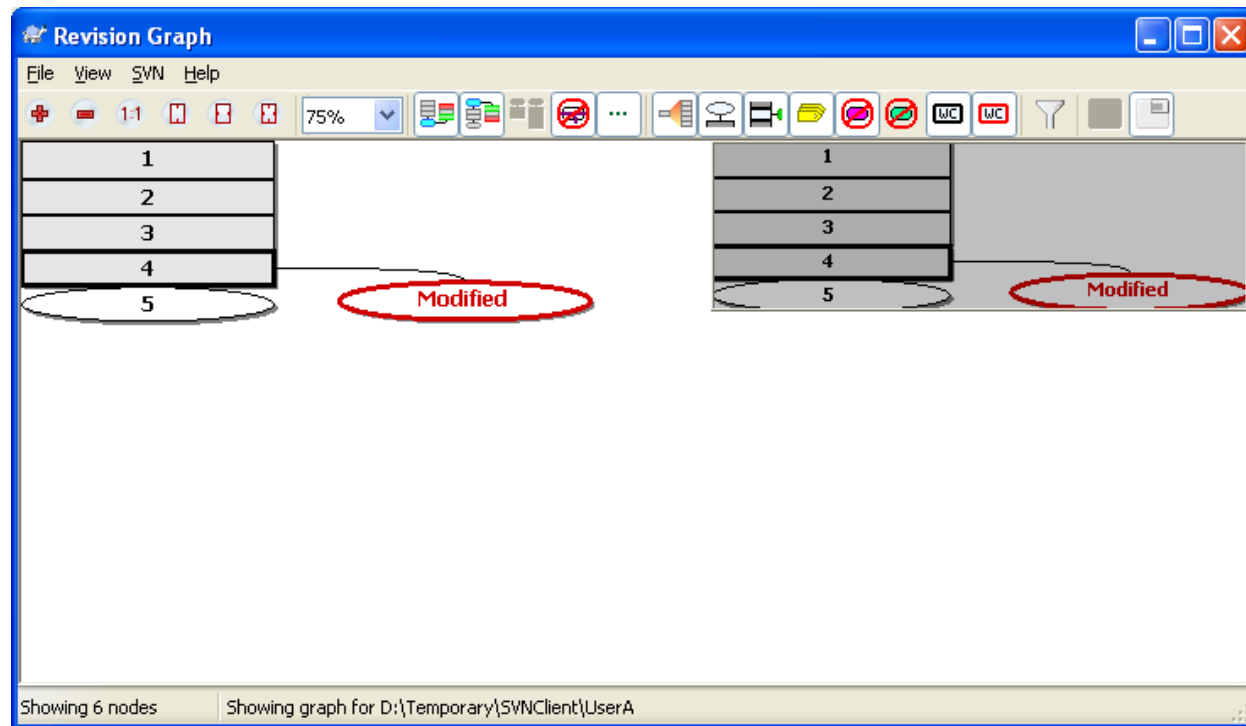 Revision Graph
File View SVN Help
1:1 75% ... WC WC
1
2
3
4
5
Modified
1
2
3
4
5
Modified
Showing 6 nodes Showing graph for D:\Temporary\SVNClient\UserA